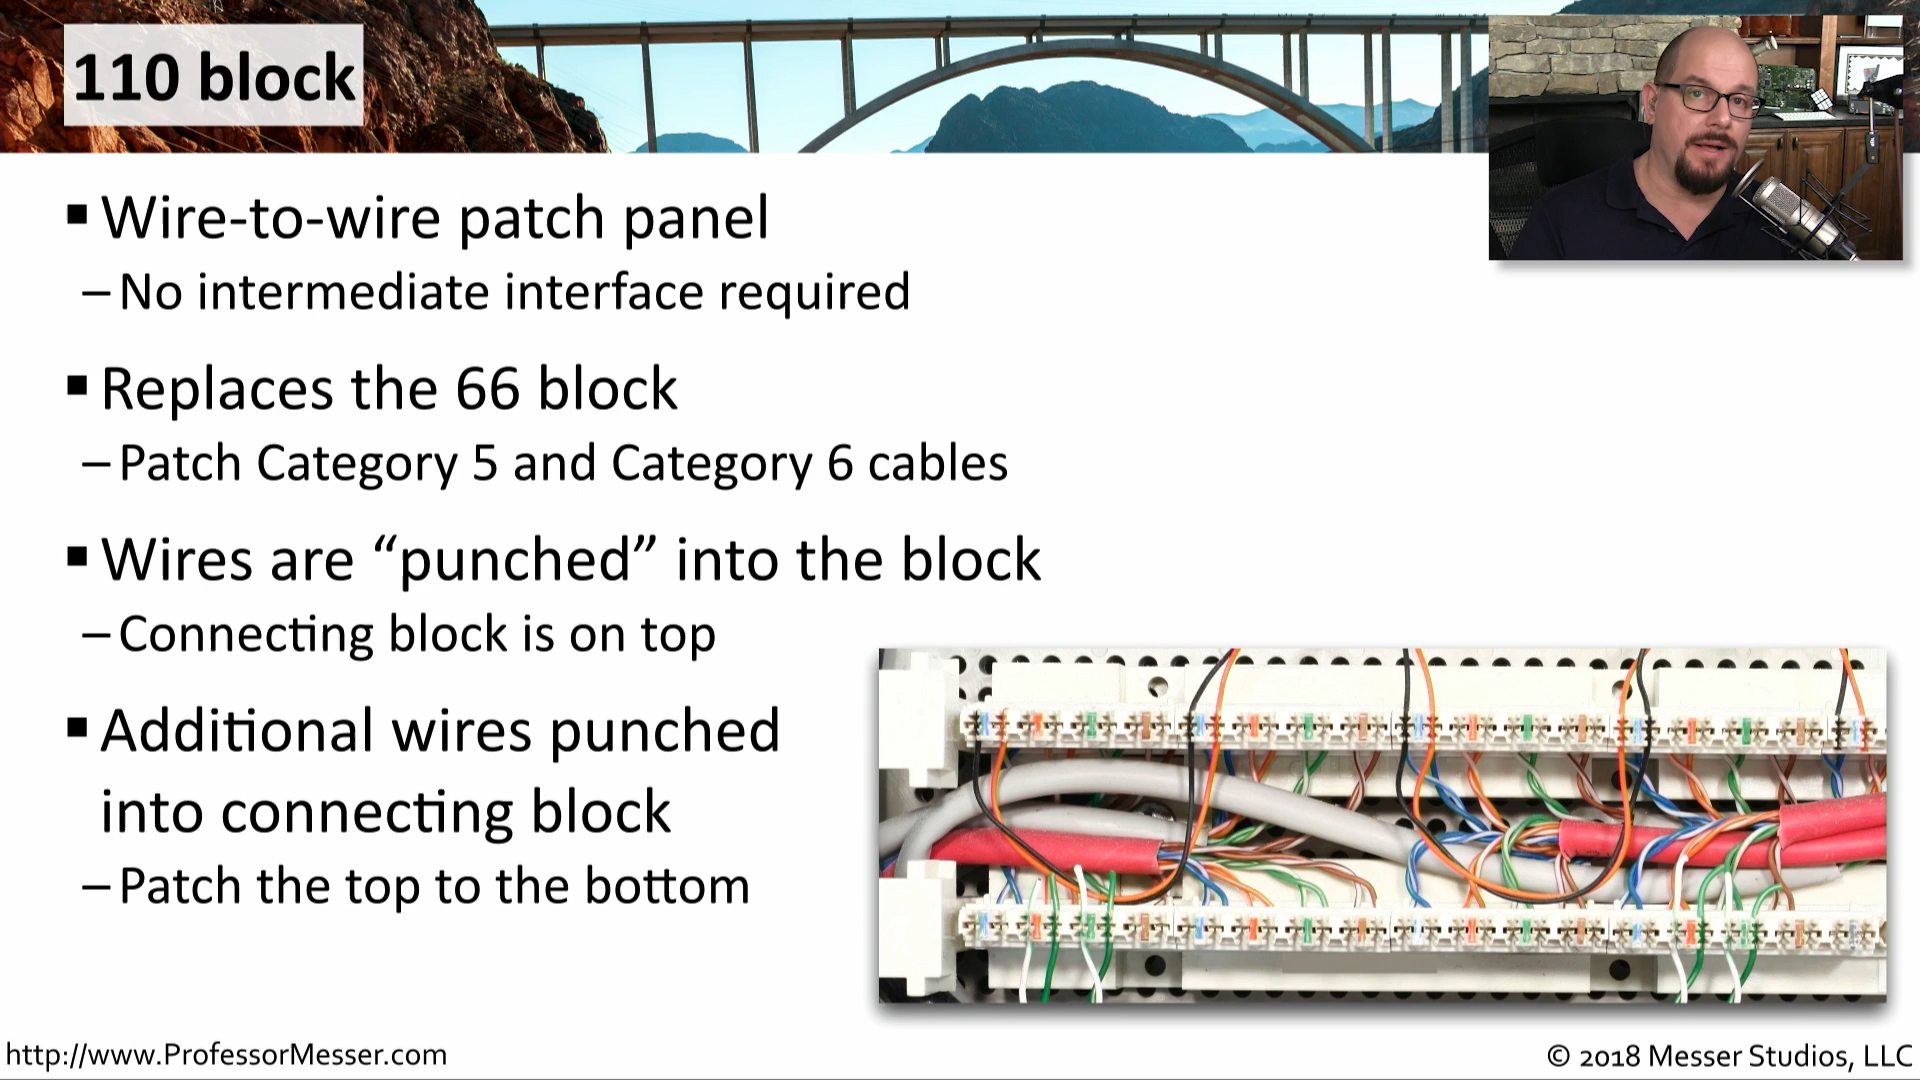 110 block
▪ Wire-to-wire patch panel
– No intermediate interface required
▪ Replaces the 66 block
– Patch Category 5 and Category 6 cables
▪ Wires are “punched” into the block
– Connecting block is on top
▪ Additional wires punched
into connecting block
– Patch the top to the bottom
http://www.ProfessorMesser.com
© 2018 Messer Studios, LLC